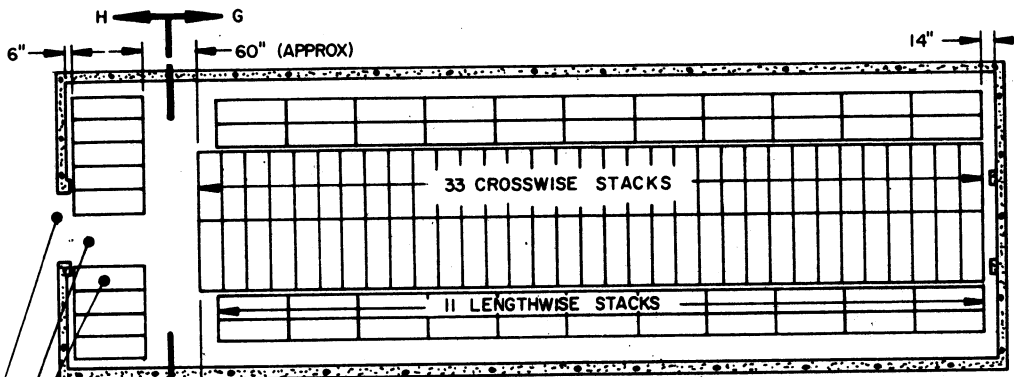 H G
6" 60" (APPROX) 14"
33 CROSSWISE STACKS
11 LENGTHWISE STACKS